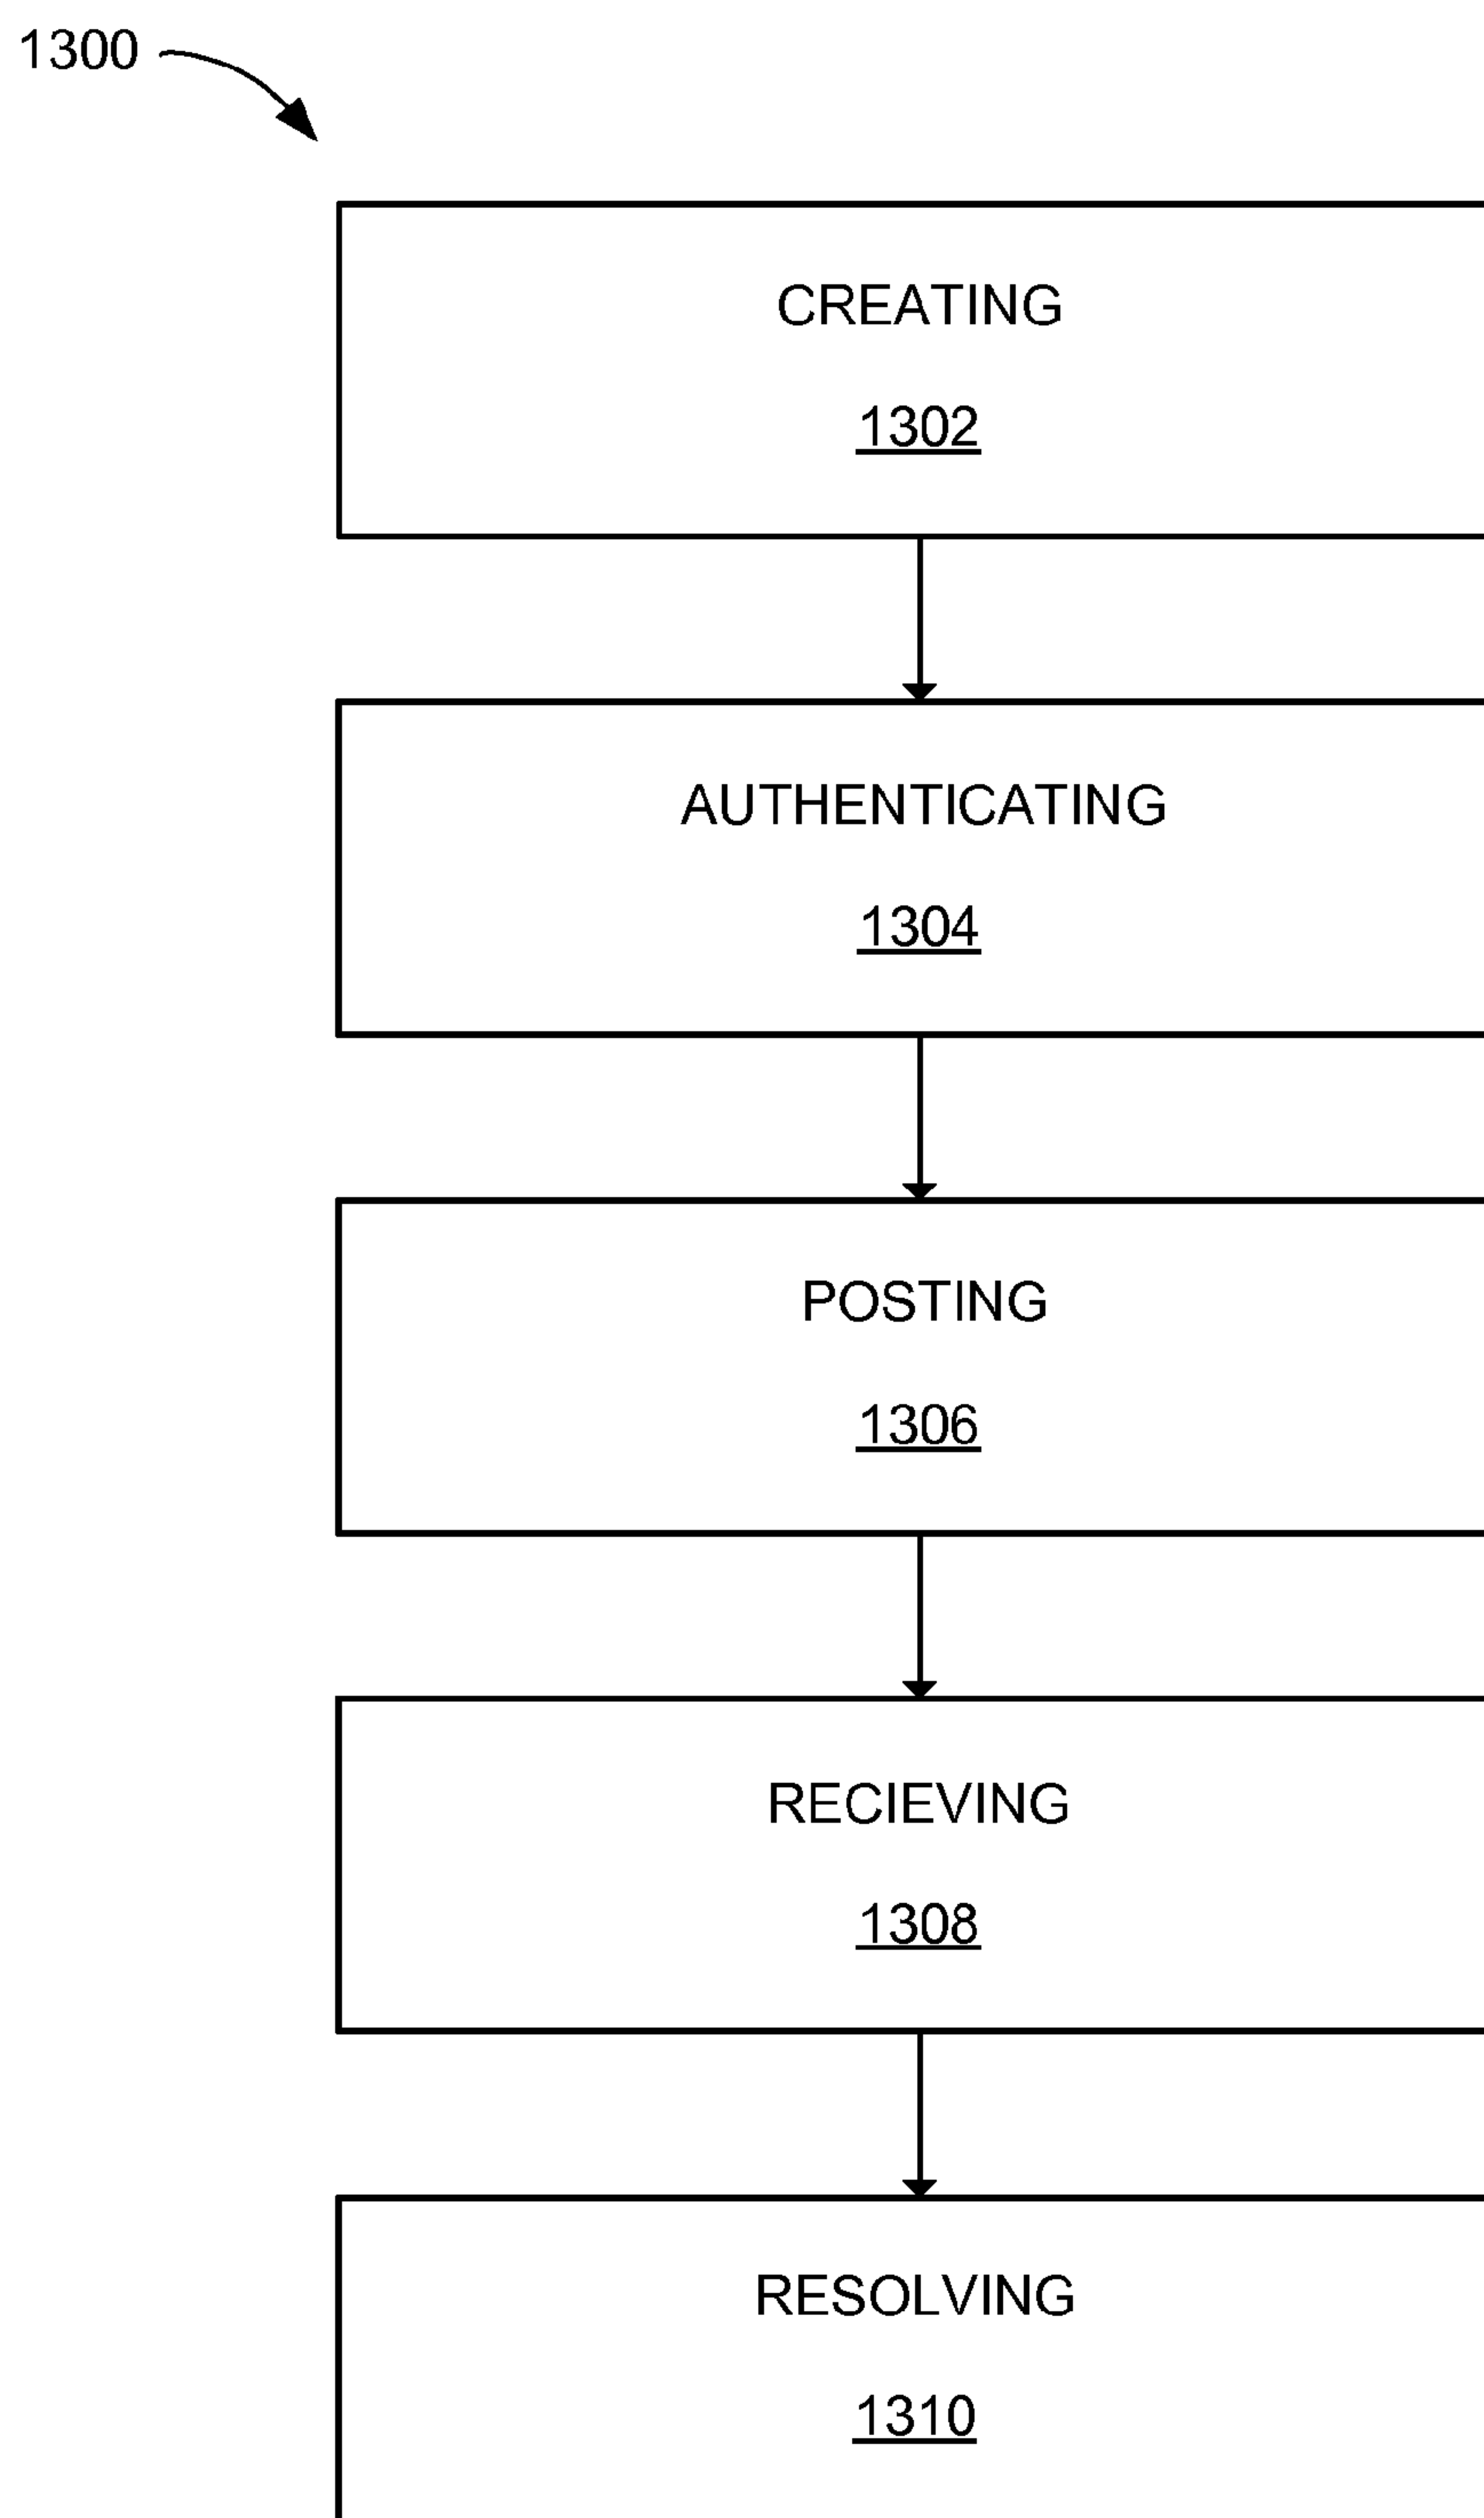 1300
CREATING
1302
AUTHENTICATING
1304
POSTING
1306
RECIEVING
1308
RESOLVING
1310